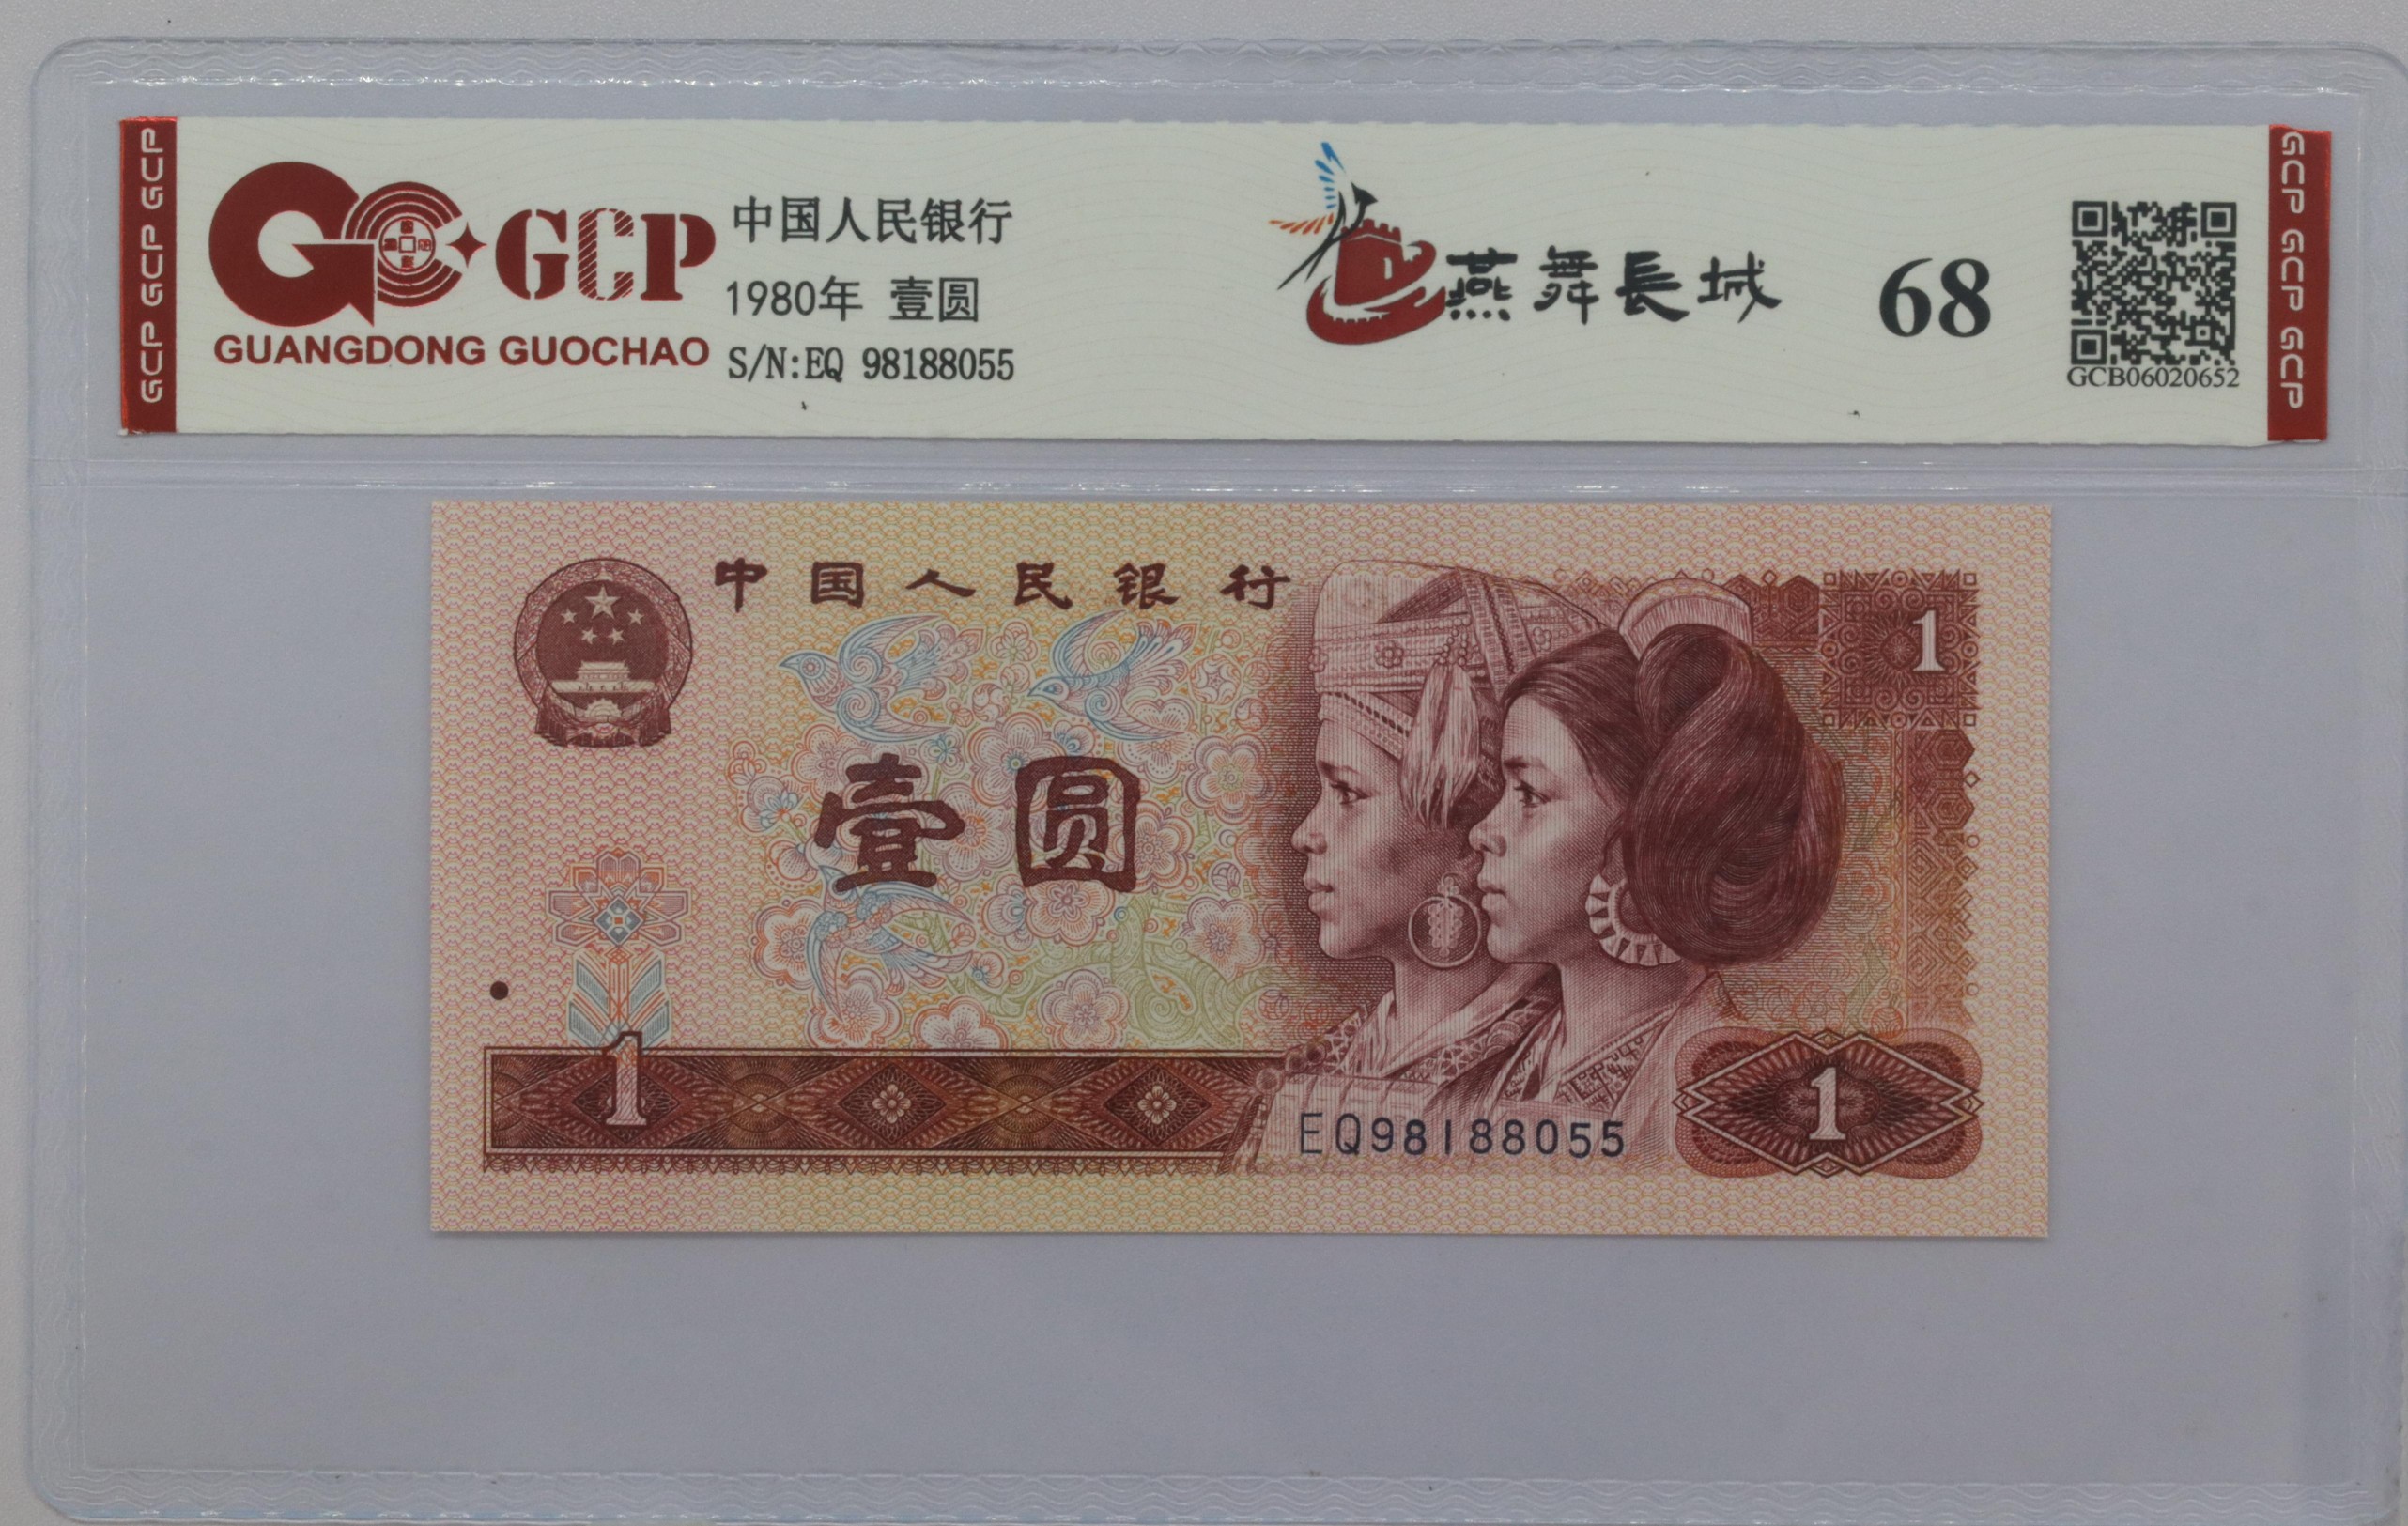 GCP GCP GCP
GCP
GUANGDONG GUOCHAO
中国人民银行
1980年 壹圆
S/N:EQ 98188055
燕舞長城
68
GCB06020652
GCP GCP GCP
中国人民银行
1
壹圆
1
EQ98188055
1